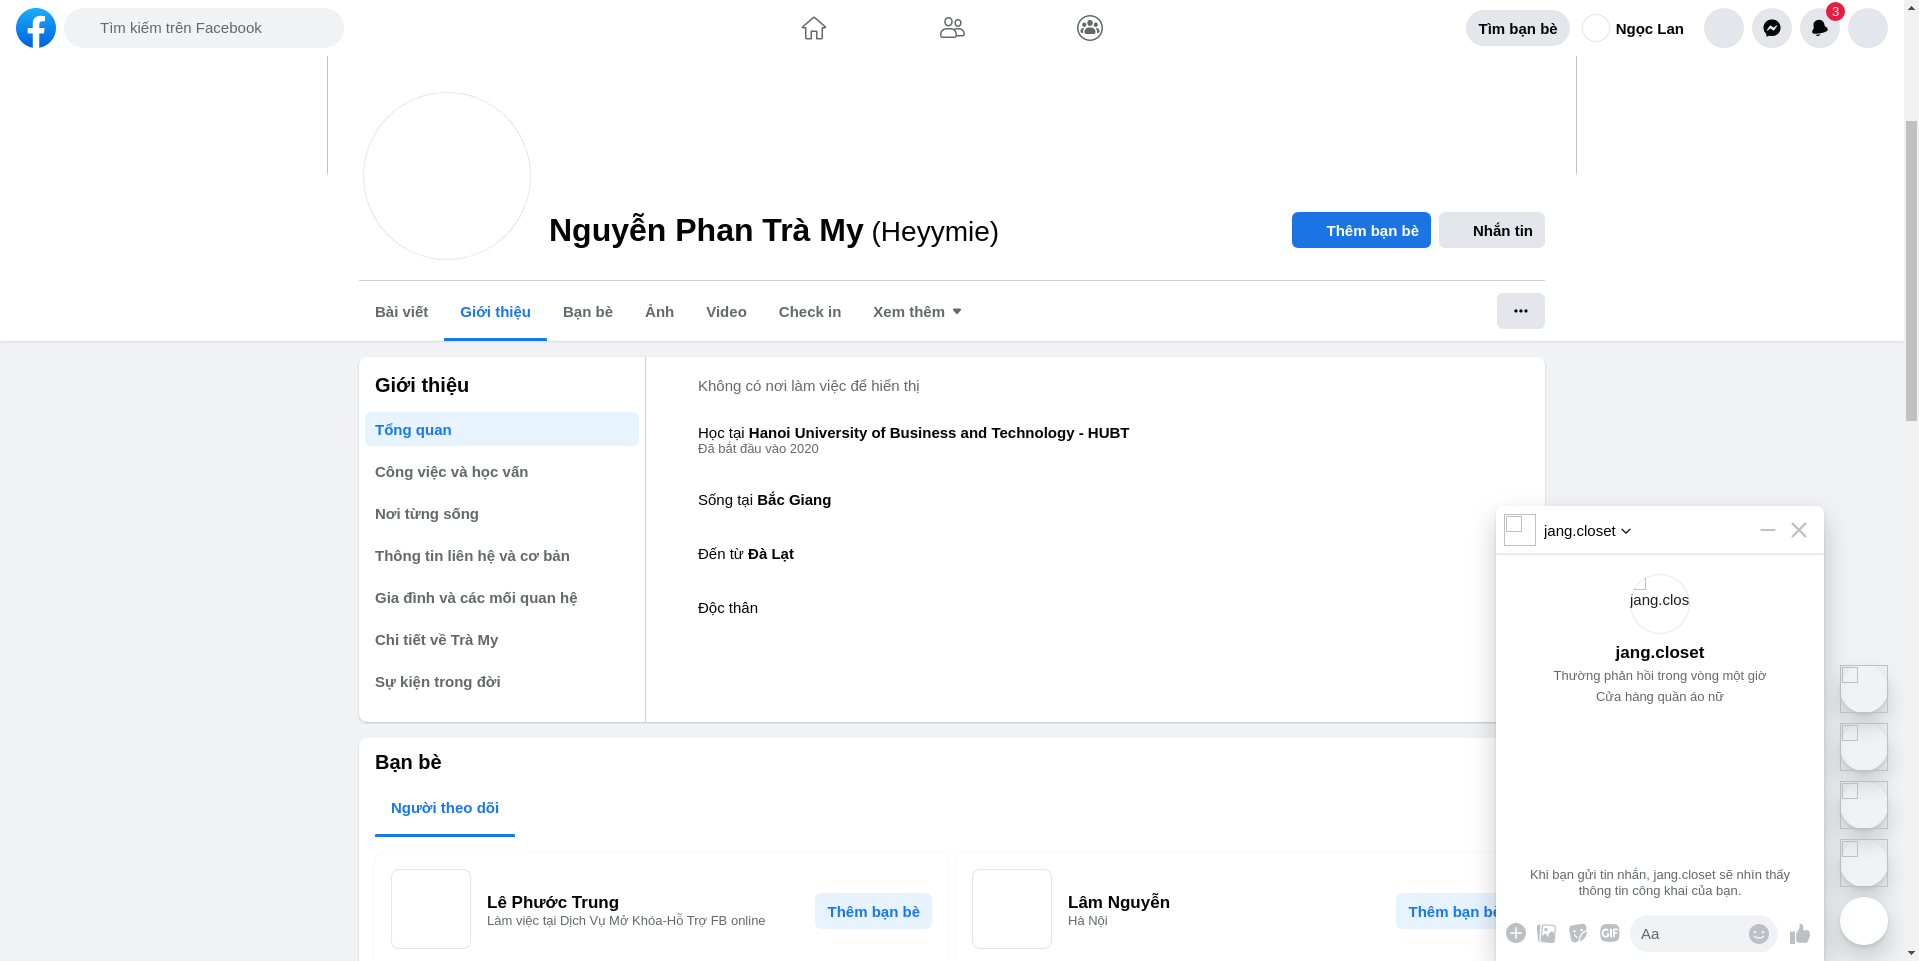 Tìm kiếm trên Facebook
Tìm bạn bè
Ngọc Lan
3
Nguyễn Phan Trà My (Heyymie)
Thêm bạn bè
Nhắn tin
Bài viết
Giới thiệu
Bạn bè
Ảnh
Video
Check in
Xem thêm
Giới thiệu
Tổng quan
Công việc và học vấn
Nơi từng sống
Thông tin liên hệ và cơ bản
Gia đình và các mối quan hệ
Chi tiết về Trà My
Sự kiện trong đời
Không có nơi làm việc để hiển thị
Học tại Hanoi University of Business and Technology - HUBT
Đã bắt đầu vào 2020
Sống tại Bắc Giang
Đến từ Đà Lạt
Độc thân
Bạn bè
Người theo dõi
Lê Phước Trung
Làm việc tại Dịch Vụ Mở Khóa-Hỗ Trợ FB online
Thêm bạn bè
Lâm Nguyễn
Hà Nội
Thêm bạn bè
jang.closet
jang.clos
jang.closet
Thường phản hồi trong vòng một giờ
Cửa hàng quần áo nữ
Khi bạn gửi tin nhắn, jang.closet sẽ nhìn thấy
thông tin công khai của bạn.
GIF
Aa